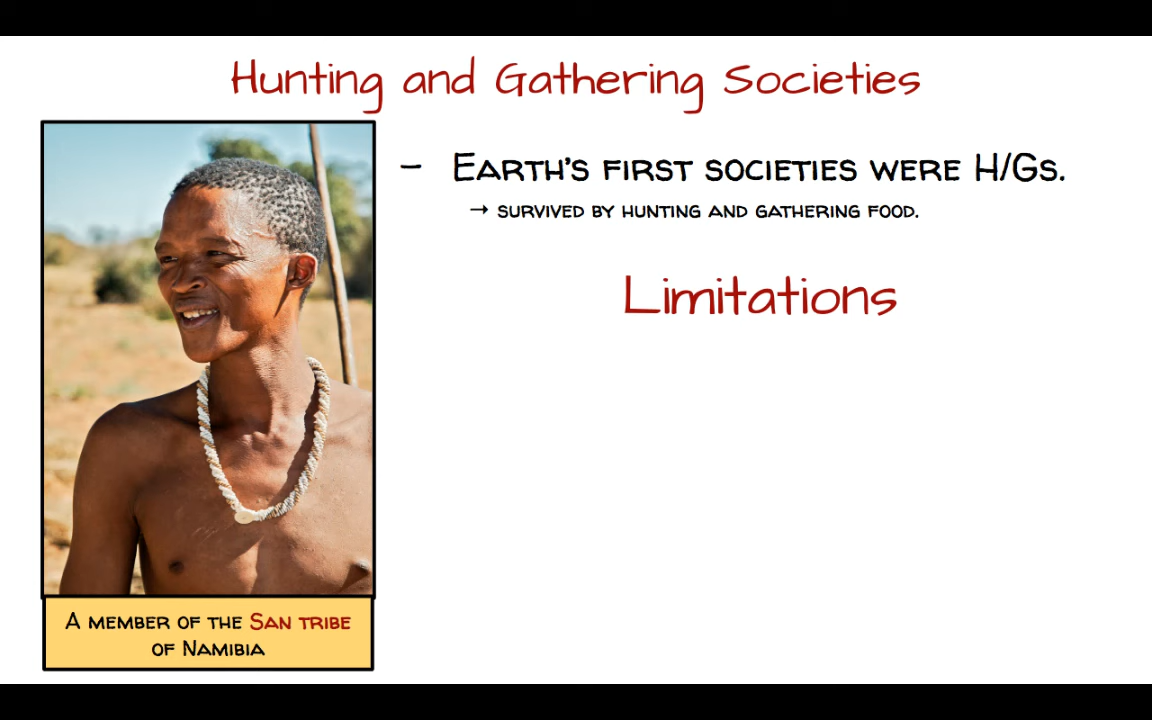 Hunting and Gathering Societies
– Earth's first societies were H/Gs.
→ survived by hunting and gathering food.
Limitations
A member of the San tribe
of Namibia